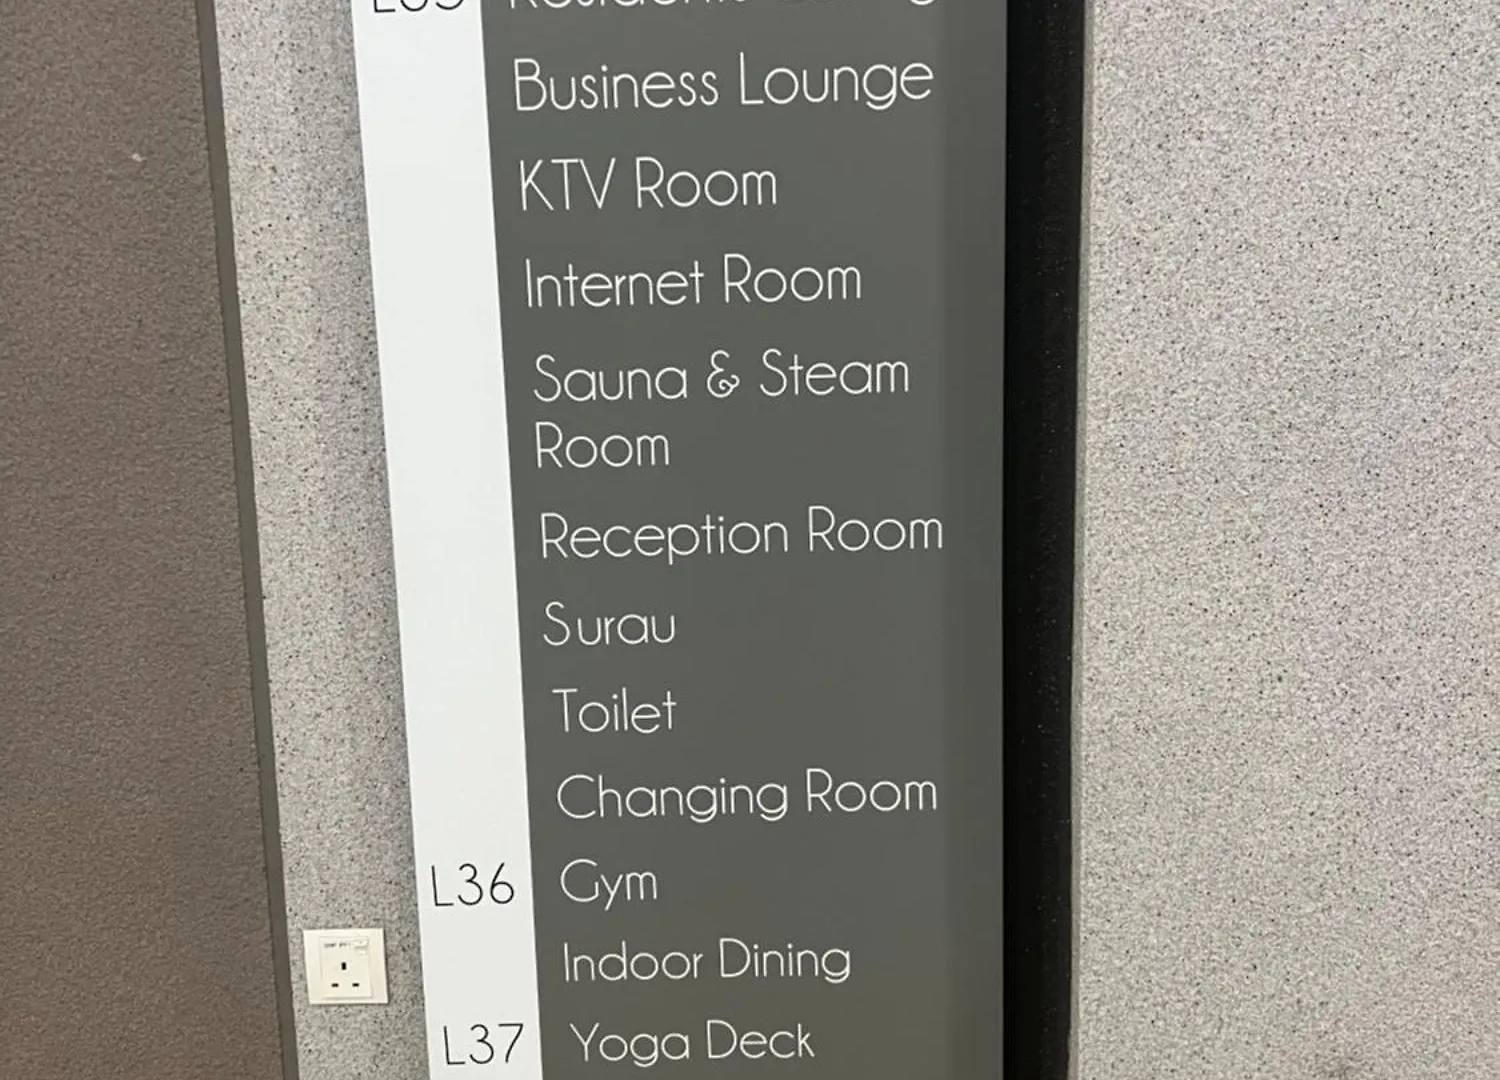 Business Lounge
KTV Room
Internet Room
Sauna & Steam
Room
Reception Room
Surau
Toilet
Changing Room
L36 Gym
Indoor Dining
L37 Yoga Deck